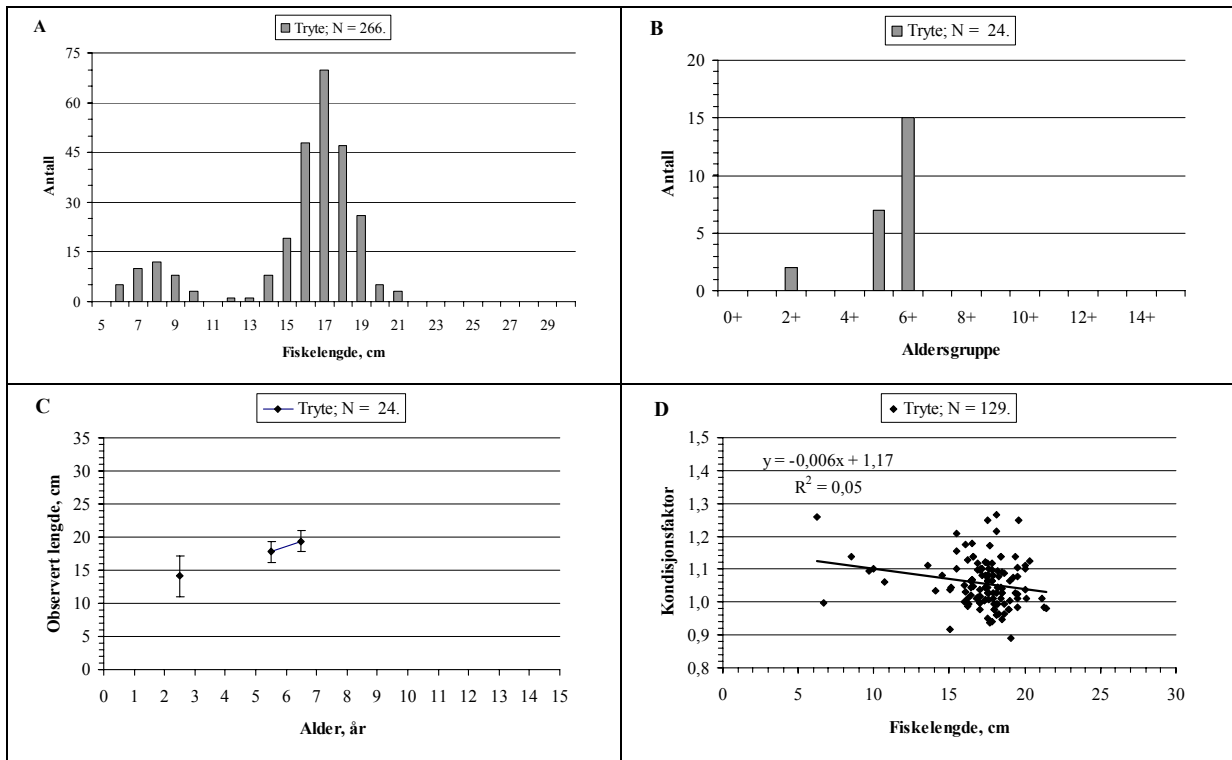 A
Tryte; N = 266.
75
60
45
30
15
0
Antall
5 7 9 11 13 15 17 19 21 23 25 27 29
Fiskelengde, cm
B
Tryte; N = 24.
20
15
10
5
0
Antall
0+ 2+ 4+ 6+ 8+ 10+ 12+ 14+
Aldersgruppe
C
Tryte; N = 24.
35
30
25
20
15
10
5
0
Observert lengde, cm
0 1 2 3 4 5 6 7 8 9 10 11 12 13 14 15
Alder, år
D
Tryte; N = 129.
1,5
1,4
1,3
1,2
1,1
1,0
0,9
0,8
Kondisjonsfaktor
y = -0,006x + 1,17
R² = 0,05
0 5 10 15 20 25 30
Fiskelengde, cm